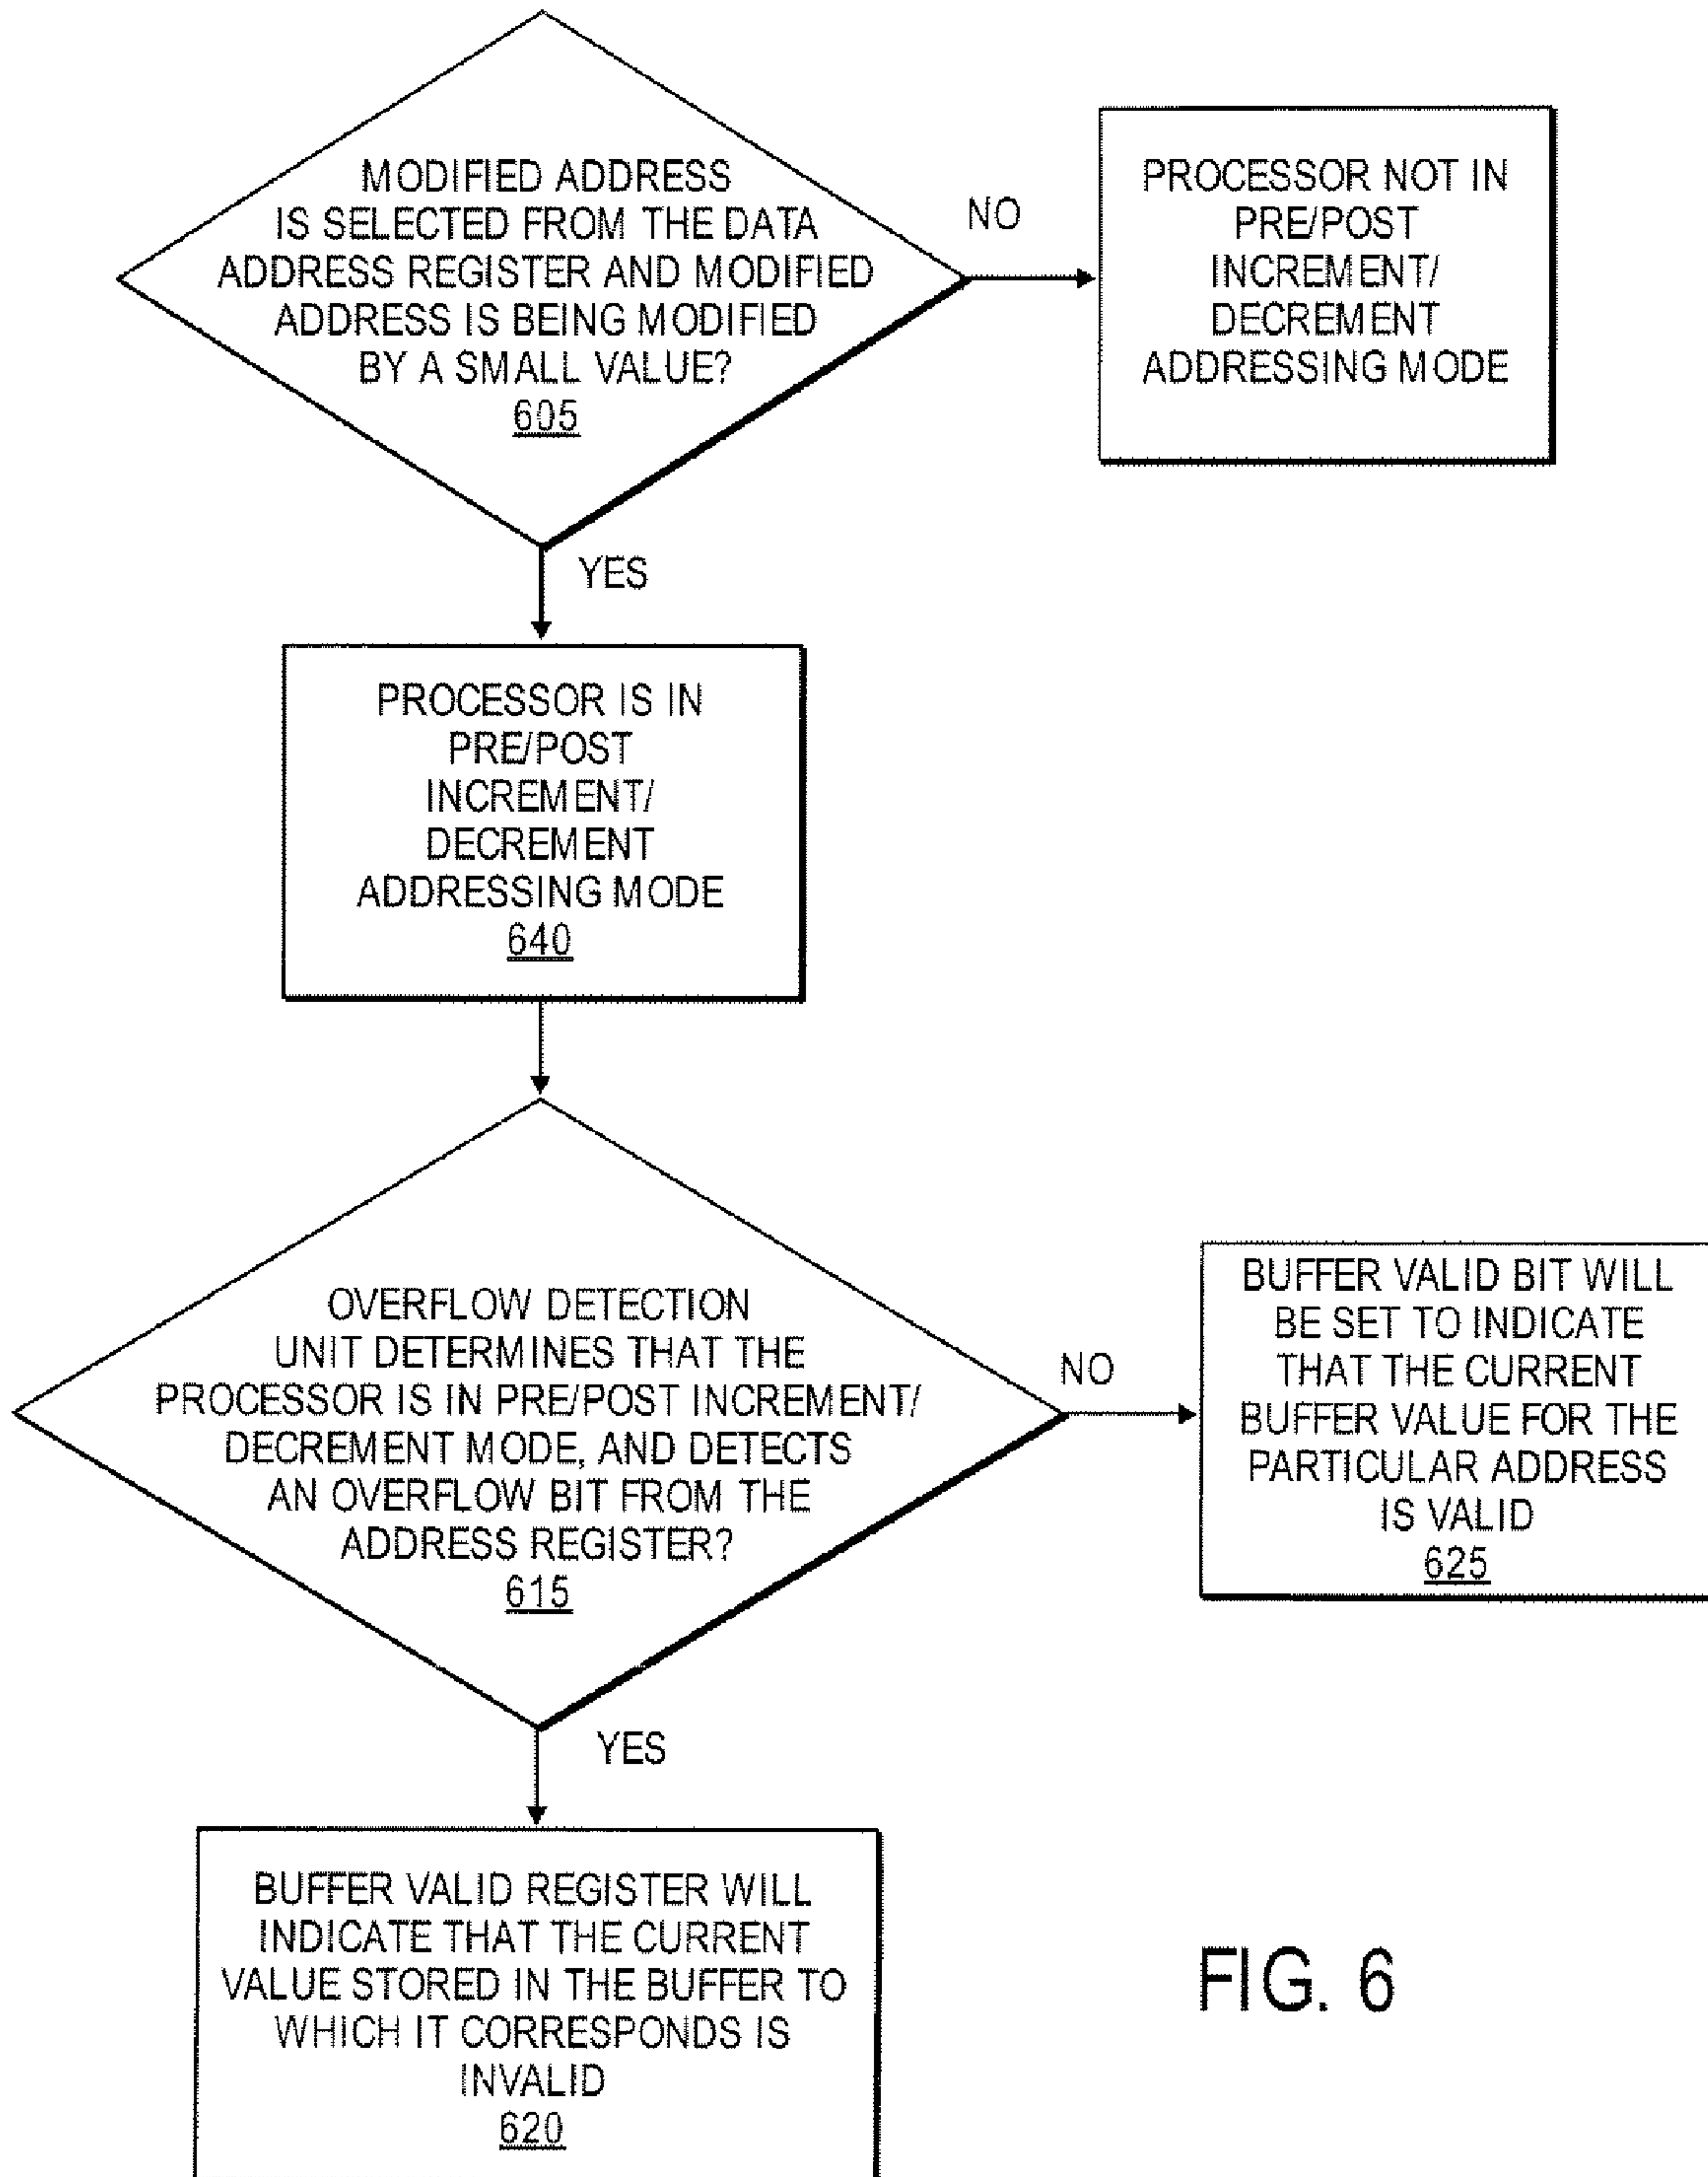 MODIFIED ADDRESS
IS SELECTED FROM THE DATA
ADDRESS REGISTER AND MODIFIED
ADDRESS IS BEING MODIFIED
BY A SMALL VALUE?
605
NO
PROCESSOR NOT IN
PRE/POST
INCREMENT/
DECREMENT
ADDRESSING MODE
YES
PROCESSOR IS IN
PRE/POST
INCREMENT/
DECREMENT
ADDRESSING MODE
640
OVERFLOW DETECTION
UNIT DETERMINES THAT THE
PROCESSOR IS IN PRE/POST INCREMENT/
DECREMENT MODE, AND DETECTS
AN OVERFLOW BIT FROM THE
ADDRESS REGISTER?
615
NO
BUFFER VALID BIT WILL
BE SET TO INDICATE
THAT THE CURRENT
BUFFER VALUE FOR THE
PARTICULAR ADDRESS
IS VALID
625
YES
BUFFER VALID REGISTER WILL
INDICATE THAT THE CURRENT
VALUE STORED IN THE BUFFER TO
WHICH IT CORRESPONDS IS
INVALID
620
FIG. 6